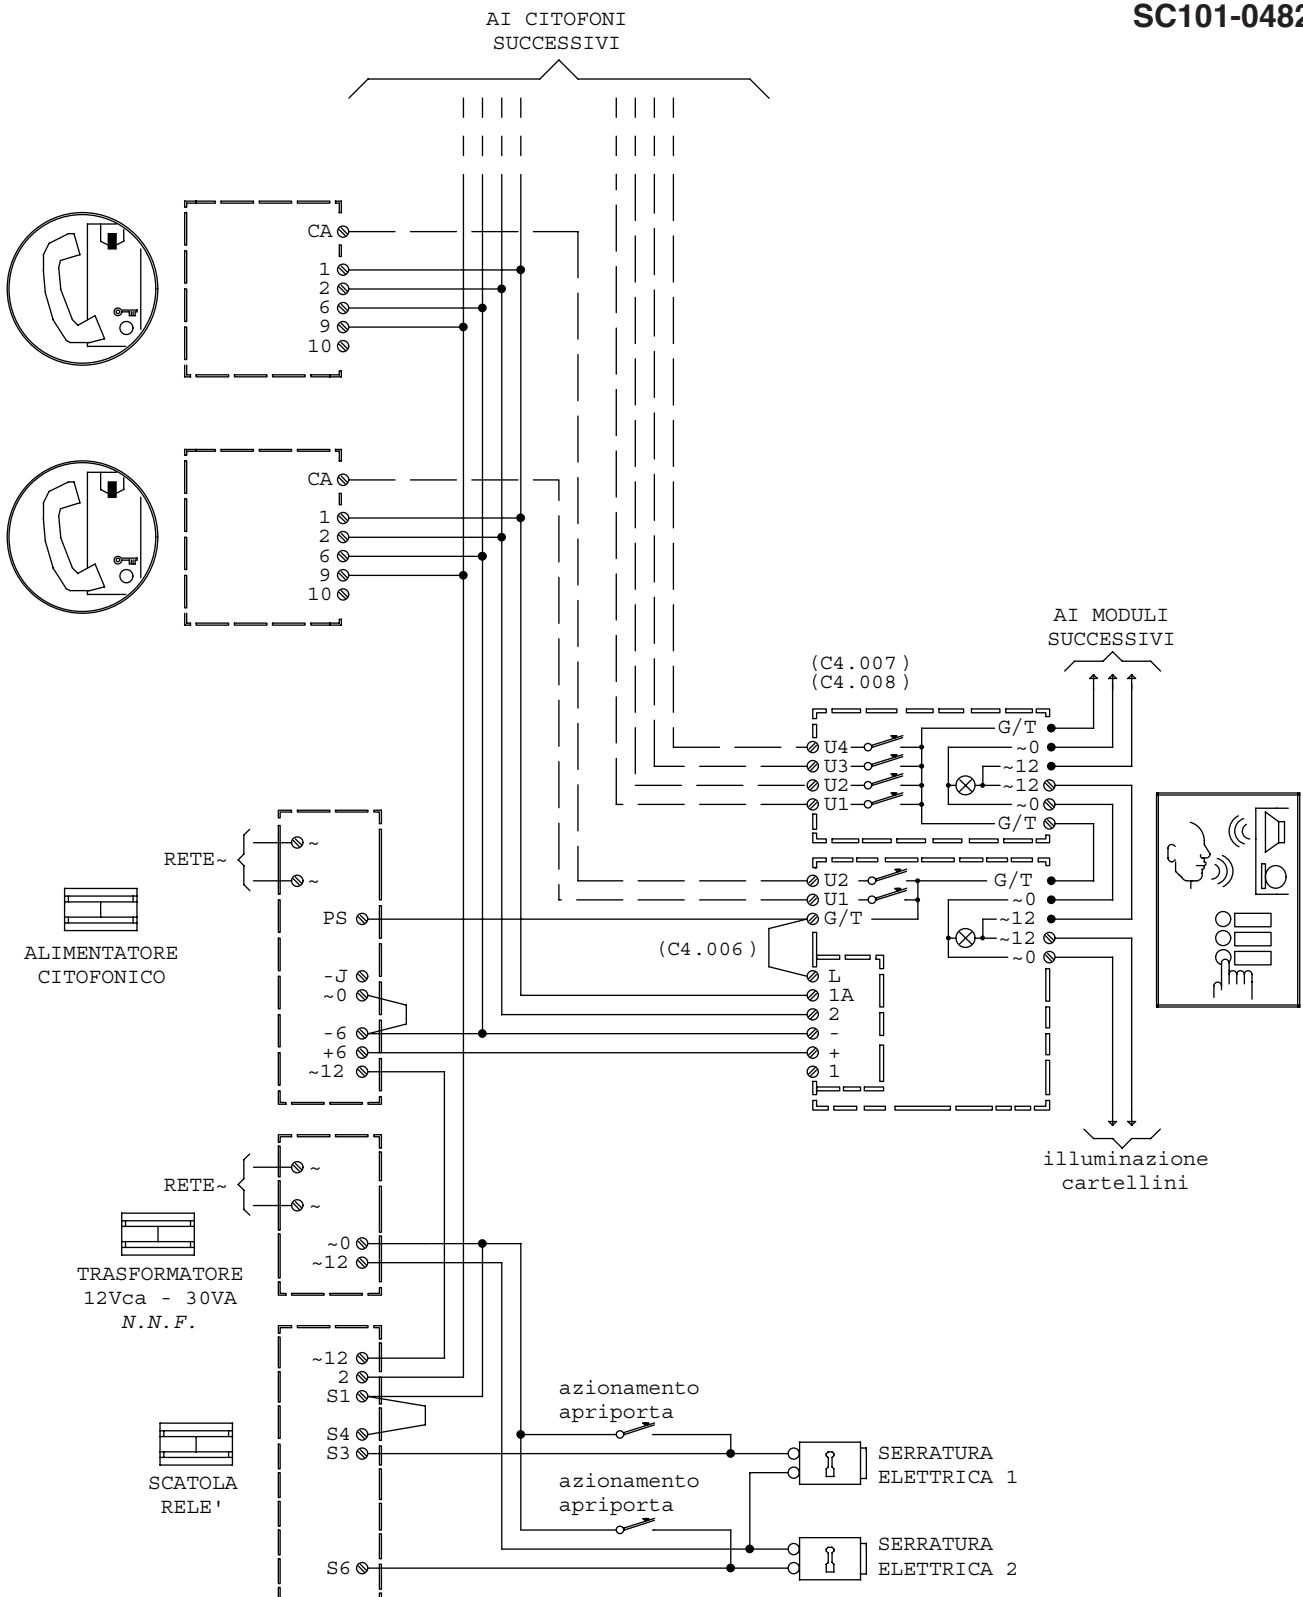 SC101-0482
AI CITOFONI
SUCCESSIVI
CA
1
2
6
9
10
CA
1
2
6
9
10
AI MODULI
SUCCESSIVI
(C4.007)
(C4.008)
G/T
U4
~0
U3
~12
U2
~12
U1
~0
G/T
RETE~
~
~
PS
-J
~0
-6
+6
~12
ALIMENTATORE
CITOFONICO
U2
G/T
U1
~0
G/T
~12
(C4.006)
~12
~0
L
1A
2
-
+
1
illuminazione
cartellini
RETE~
~
~
~0
~12
TRASFORMATORE
12Vca - 30VA
N.N.F.
~12
2
S1
S4
S3
S6
SCATOLA
RELE'
azionamento
apriporta
SERRATURA
ELETTRICA 1
azionamento
apriporta
SERRATURA
ELETTRICA 2